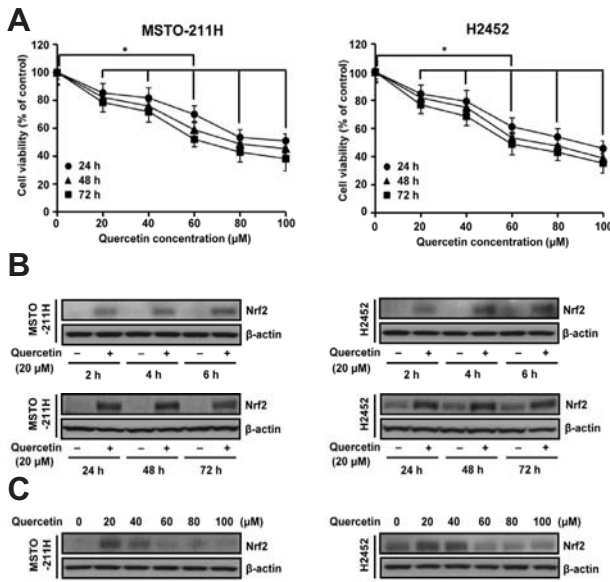 A
MSTO-211H
120
100
80
60
40
20
0
Cell viability (% of control)
*
24 h
48 h
72 h
0 20 40 60 80 100
Quercetin concentration (μM)
H2452
120
100
80
60
40
20
0
Cell viability (% of control)
*
24 h
48 h
72 h
0 20 40 60 80 100
Quercetin concentration (μM)
B
MSTO
-211H
Nrf2
β-actin
Quercetin – + – + – +
(20 μM) 2 h 4 h 6 h
MSTO
-211H
Nrf2
β-actin
Quercetin – + – + – +
(20 μM) 24 h 48 h 72 h
H2452
Nrf2
β-actin
Quercetin – + – + – +
(20 μM) 2 h 4 h 6 h
H2452
Nrf2
β-actin
Quercetin – + – + – +
(20 μM) 24 h 48 h 72 h
C
Quercetin 0 20 40 60 80 100 (μM)
MSTO
-211H
Nrf2
β-actin
Quercetin 0 20 40 60 80 100 (μM)
H2452
Nrf2
β-actin